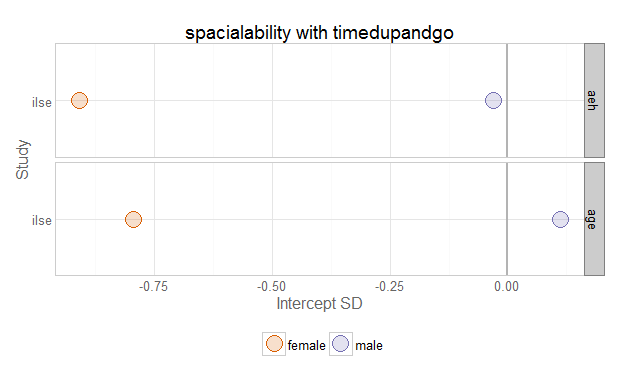 spacialability with timedupandgo
Study
ilse
aeh
ilse
age
-0.75 -0.50 -0.25 0.00
Intercept SD
female male